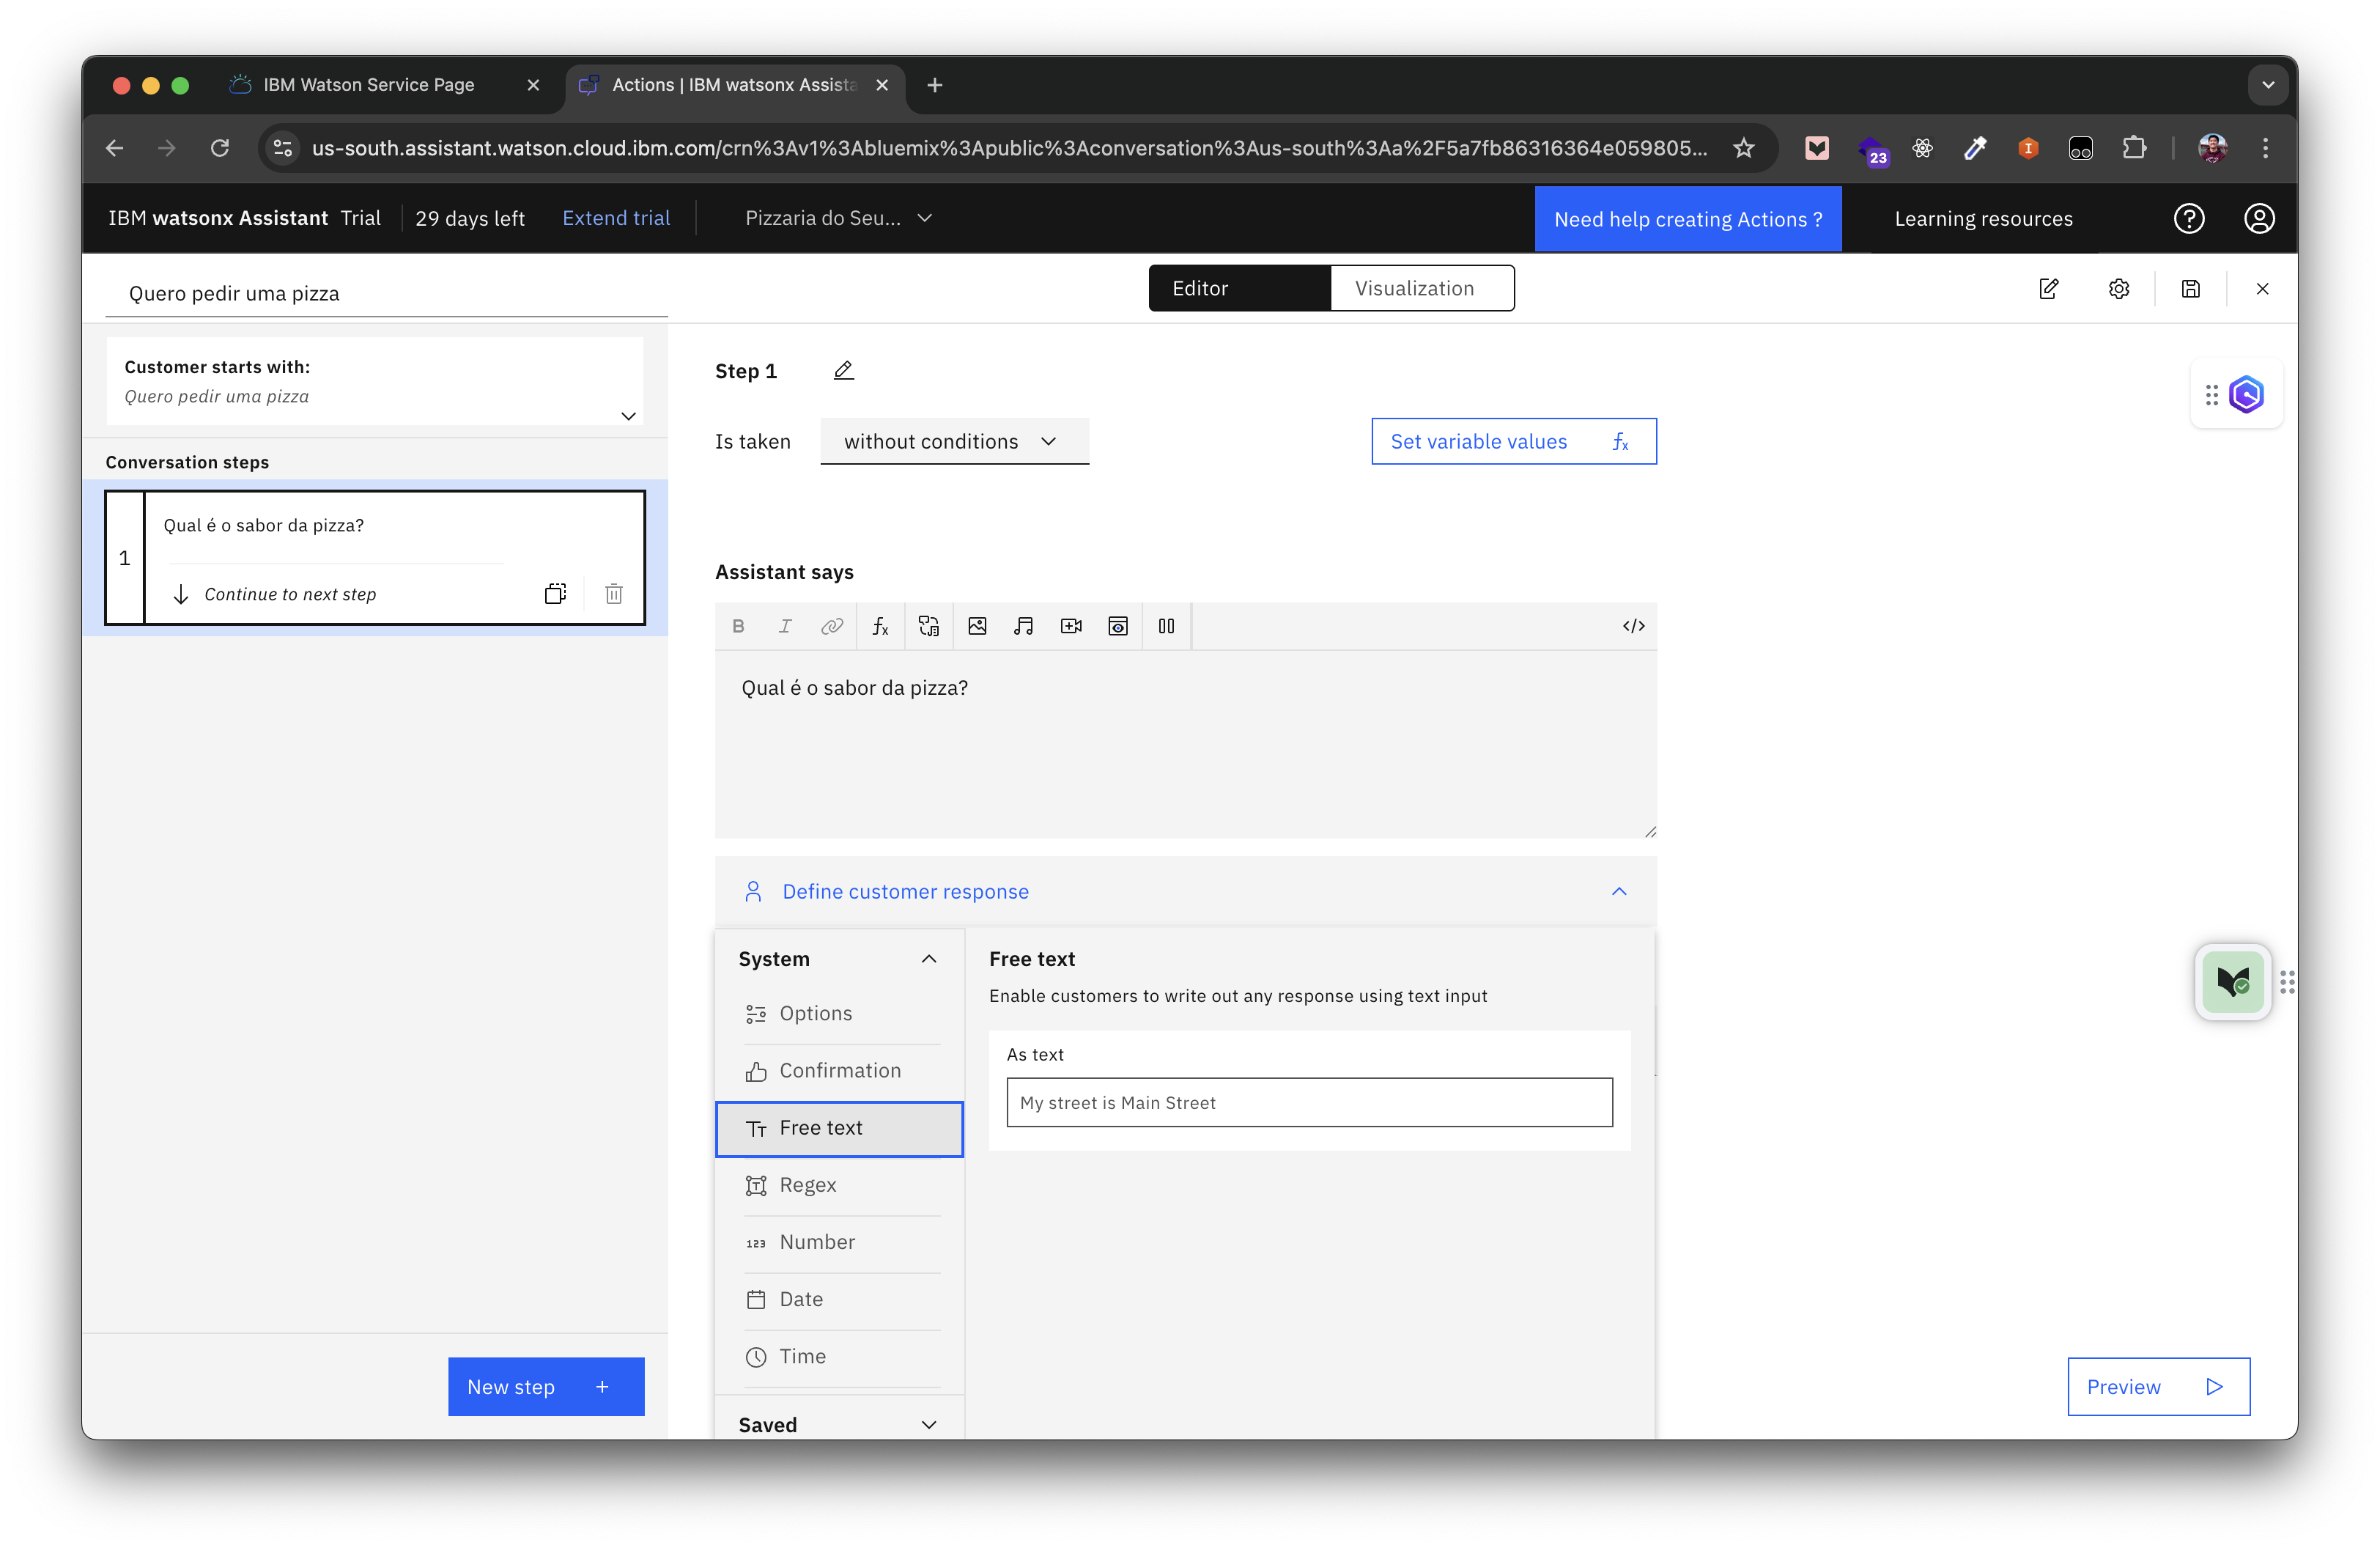 IBM Watson Service Page
Actions | IBM watsonx Assista
us-south.assistant.watson.cloud.ibm.com/crn%3Av1%3Abluemix%3Apublic%3Aconversation%3Aus-south%3Aa%2F5a7fb86316364e059805...
23
IBM watsonx Assistant Trial
29 days left
Extend trial
Pizzaria do Seu...
Need help creating Actions ?
Learning resources
Quero pedir uma pizza
Editor
Visualization
Customer starts with:
Quero pedir uma pizza
Conversation steps
1
Qual é o sabor da pizza?
Continue to next step
New step +
Step 1
Is taken
without conditions
Set variable values fx
Assistant says
B I fx </>
Qual é o sabor da pizza?
Define customer response
System
Options
Confirmation
Free text
Regex
123 Number
Date
Time
Saved
Free text
Enable customers to write out any response using text input
As text
My street is Main Street
Preview